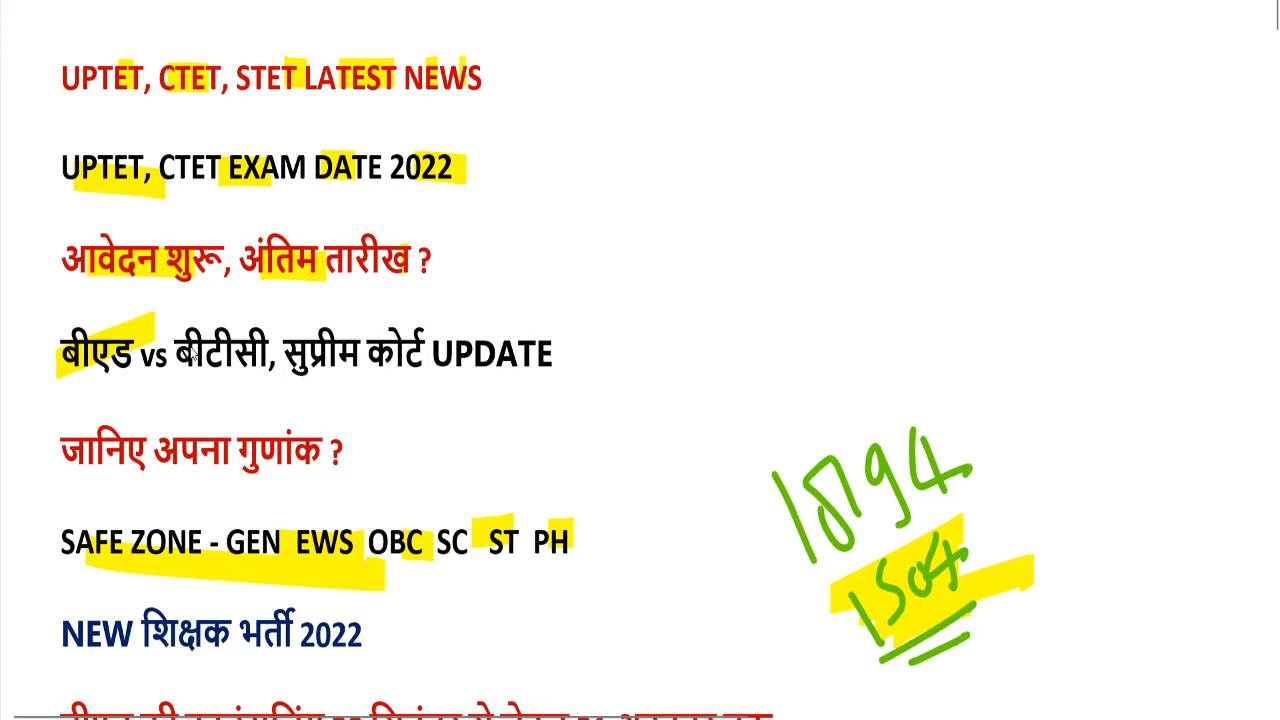 UPTET, CTET, STET LATEST NEWS
UPTET, CTET EXAM DATE 2022
आवेदन शुरू, अंतिम तारीख ?
बीएड vs बीटीसी, सुप्रीम कोर्ट UPDATE
जानिए अपना गुणांक ?
SAFE ZONE - GEN EWS OBC SC ST PH
1894
1504
NEW शिक्षक भर्ती 2022